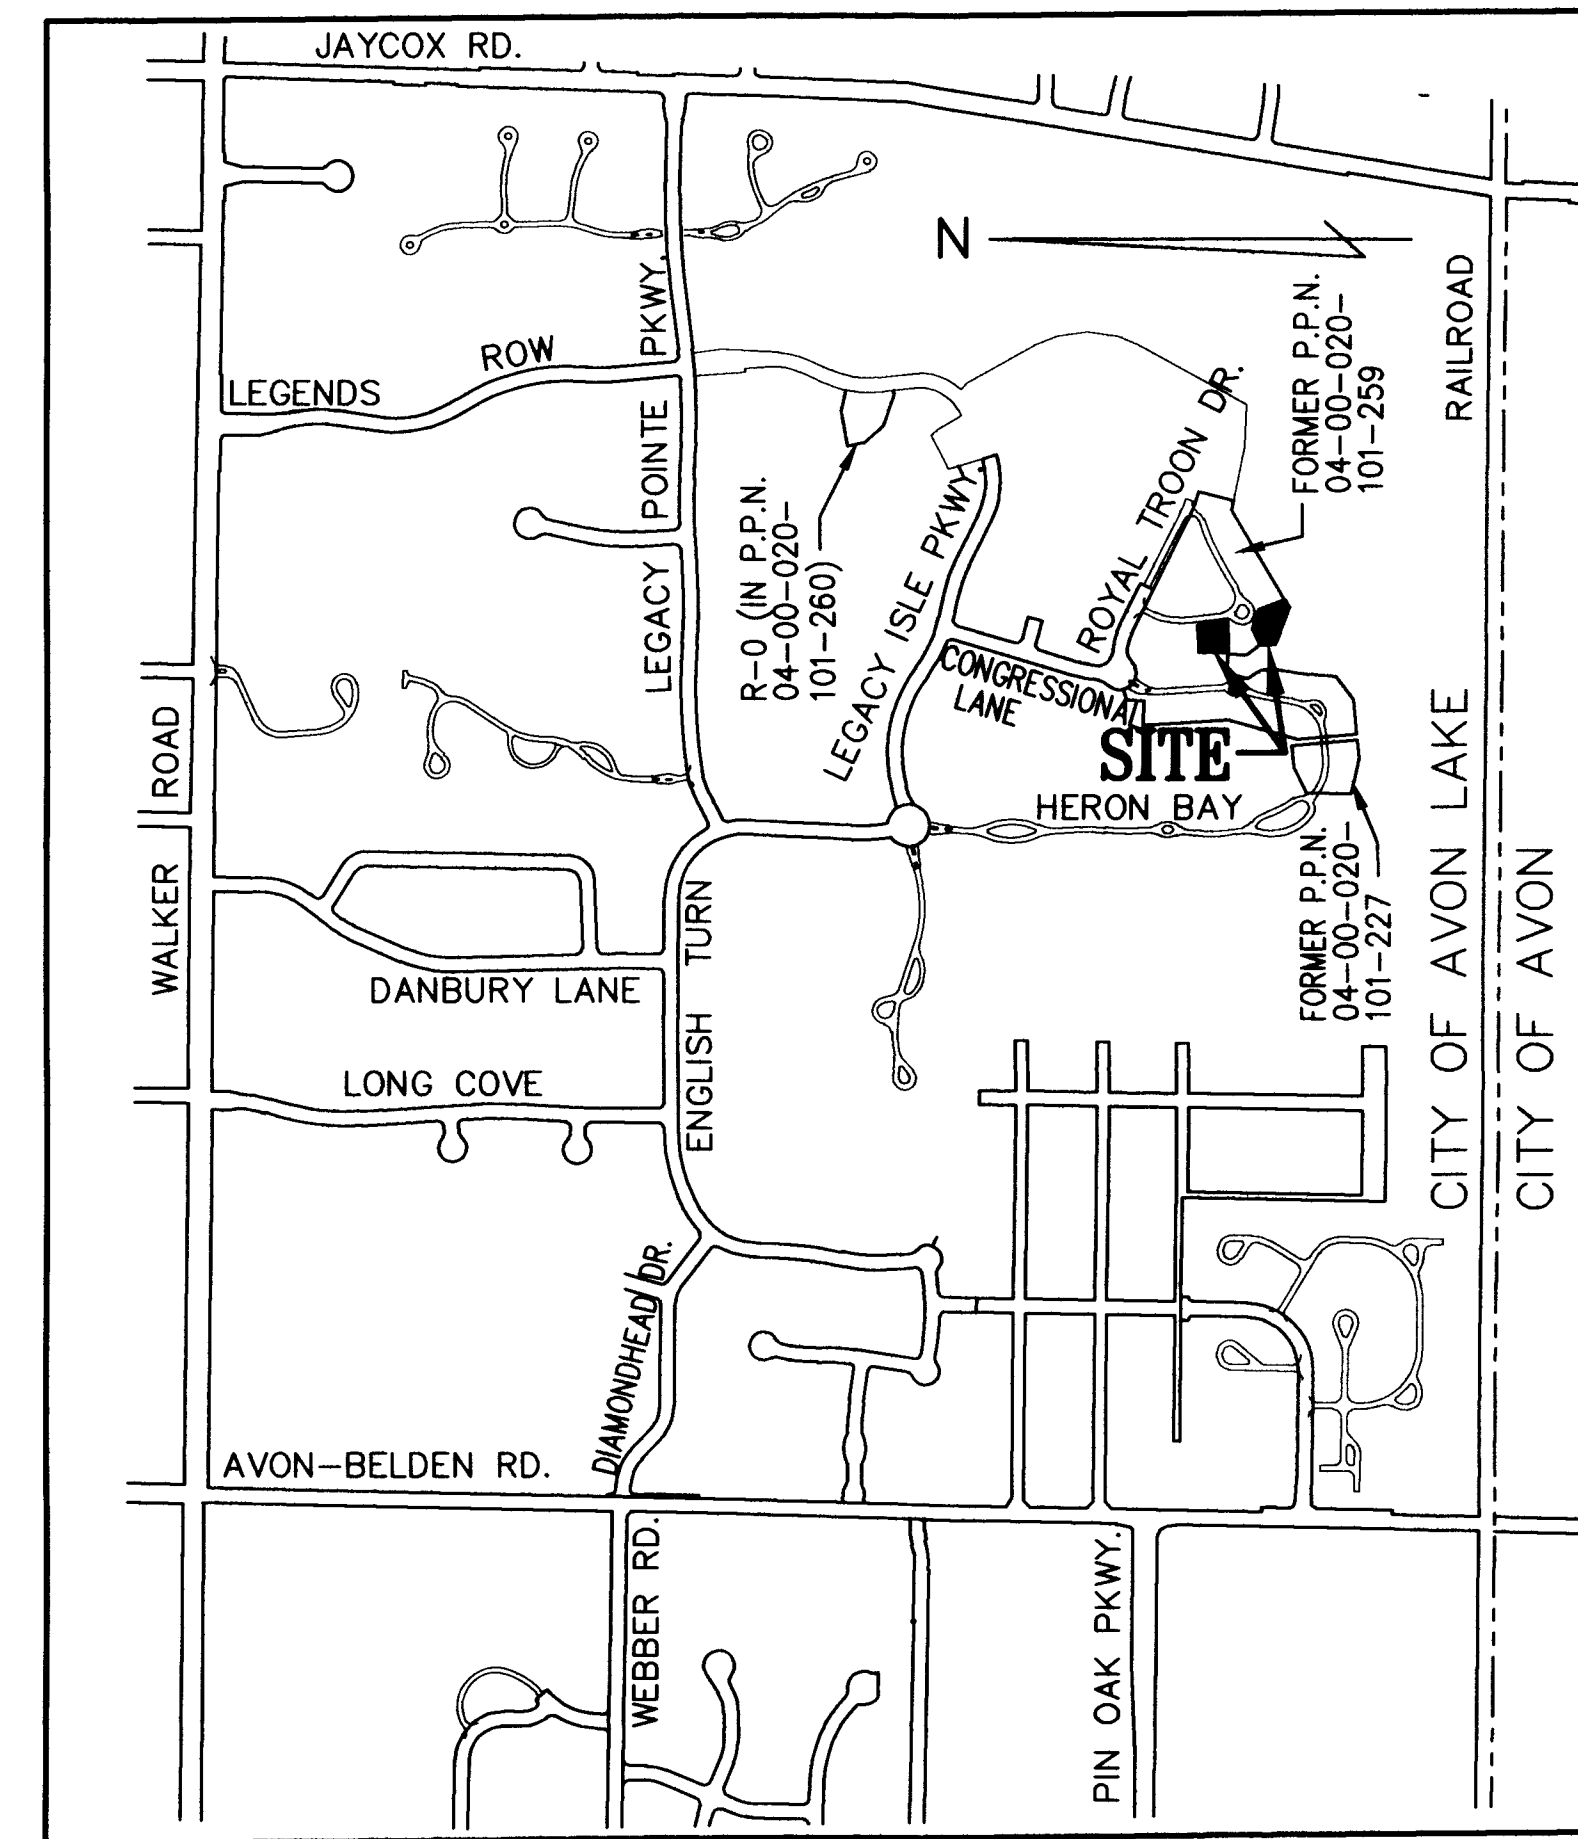 JAYCOX RD.
N
LEGENDS ROW
LEGACY POINTE PKWY.
RAILROAD
FORMER P.P.N.
04-00-020-
101-259
R-0 (IN P.P.N.
04-00-020-
101-260)
LEGACY ISLE PKWY.
ROYAL TROON DR.
CONGRESSIONAL
LANE
SITE
HERON BAY
WALKER ROAD
FORMER P.P.N.
04-00-020-
101-227
DANBURY LANE
ENGLISH TURN
LONG COVE
CITY OF AVON LAKE
CITY OF AVON
DIAMONDHEAD DR.
AVON-BELDEN RD.
WEBBER RD.
PIN OAK PKWY.